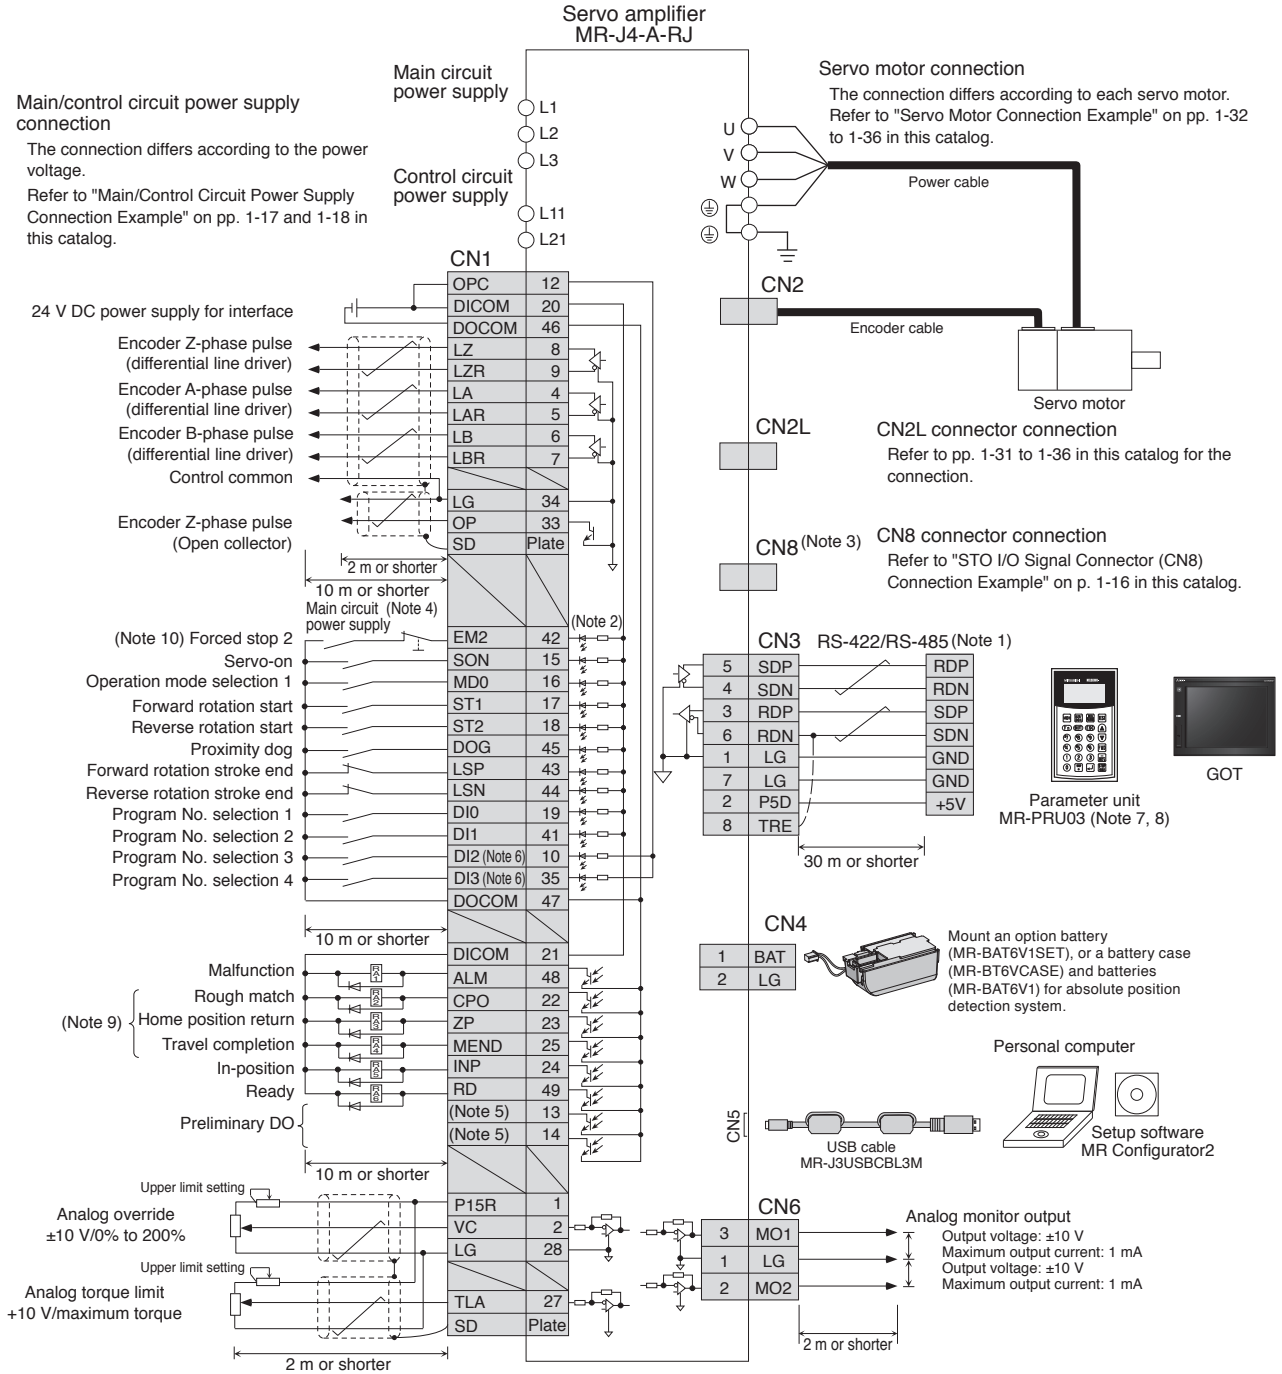 Servo amplifier
MR-J4-A-RJ
Main circuit
power supply
L1
L2
L3
Control circuit
power supply
L11
L21
Main/control circuit power supply
connection
The connection differs according to the power
voltage.
Refer to "Main/Control Circuit Power Supply
Connection Example" on pp. 1-17 and 1-18 in
this catalog.
Servo motor connection
The connection differs according to each servo motor.
Refer to "Servo Motor Connection Example" on pp. 1-32
to 1-36 in this catalog.
U
V
W
Power cable
CN2
Encoder cable
Servo motor
CN2L
CN2L connector connection
Refer to pp. 1-31 to 1-36 in this catalog for the
connection.
CN8 (Note 3)
CN8 connector connection
Refer to "STO I/O Signal Connector (CN8)
Connection Example" on p. 1-16 in this catalog.
CN1
OPC 12
24 V DC power supply for interface
DICOM 20
DOCOM 46
Encoder Z-phase pulse
(differential line driver)
LZ 8
LZR 9
Encoder A-phase pulse
(differential line driver)
LA 4
LAR 5
Encoder B-phase pulse
(differential line driver)
LB 6
LBR 7
Control common
LG 34
Encoder Z-phase pulse
(Open collector)
OP 33
SD Plate
2 m or shorter
10 m or shorter
Main circuit (Note 4)
power supply
(Note 2)
(Note 10) Forced stop 2 EM2 42
Servo-on SON 15
Operation mode selection 1 MD0 16
Forward rotation start ST1 17
Reverse rotation start ST2 18
Proximity dog DOG 45
Forward rotation stroke end LSP 43
Reverse rotation stroke end LSN 44
Program No. selection 1 DI0 19
Program No. selection 2 DI1 41
Program No. selection 3 DI2 (Note 6) 10
Program No. selection 4 DI3 (Note 6) 35
DOCOM 47
10 m or shorter
DICOM 21
Malfunction RA1 ALM 48
(Note 9)
Rough match RA2 CPO 22
Home position return RA3 ZP 23
Travel completion RA4 MEND 25
In-position RA5 INP 24
Ready RA6 RD 49
Preliminary DO
(Note 5) 13
(Note 5) 14
10 m or shorter
Upper limit setting
P15R 1
Analog override
±10 V/0% to 200%
VC 2
LG 28
Upper limit setting
Analog torque limit
+10 V/maximum torque
TLA 27
SD Plate
2 m or shorter
CN3 RS-422/RS-485 (Note 1)
5 SDP RDP
4 SDN RDN
3 RDP SDP
6 RDN SDN
1 LG GND
7 LG GND
2 P5D +5V
8 TRE
30 m or shorter
Parameter unit
MR-PRU03 (Note 7, 8)
GOT
CN4
1 BAT
2 LG
Mount an option battery
(MR-BAT6V1SET), or a battery case
(MR-BT6VCASE) and batteries
(MR-BAT6V1) for absolute position
detection system.
Personal computer
CN5
USB cable
MR-J3USBCBL3M
Setup software
MR Configurator2
CN6
3 MO1
1 LG
2 MO2
Analog monitor output
Output voltage: ±10 V
Maximum output current: 1 mA
Output voltage: ±10 V
Maximum output current: 1 mA
2 m or shorter